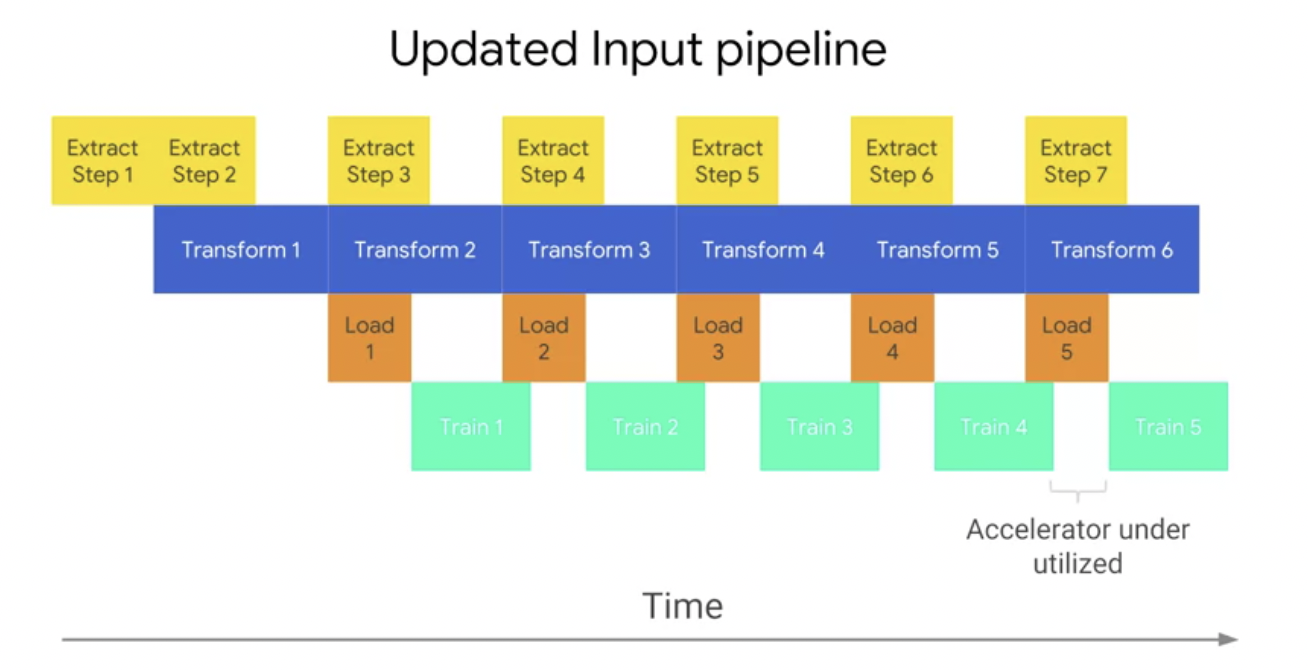 Updated Input pipeline
Extract
Step 1
Extract
Step 2
Extract
Step 3
Extract
Step 4
Extract
Step 5
Extract
Step 6
Extract
Step 7
Transform 1
Transform 2
Transform 3
Transform 4
Transform 5
Transform 6
Load
1
Load
2
Load
3
Load
4
Load
5
Train 1
Train 2
Train 3
Train 4
Train 5
Accelerator under
utilized
Time